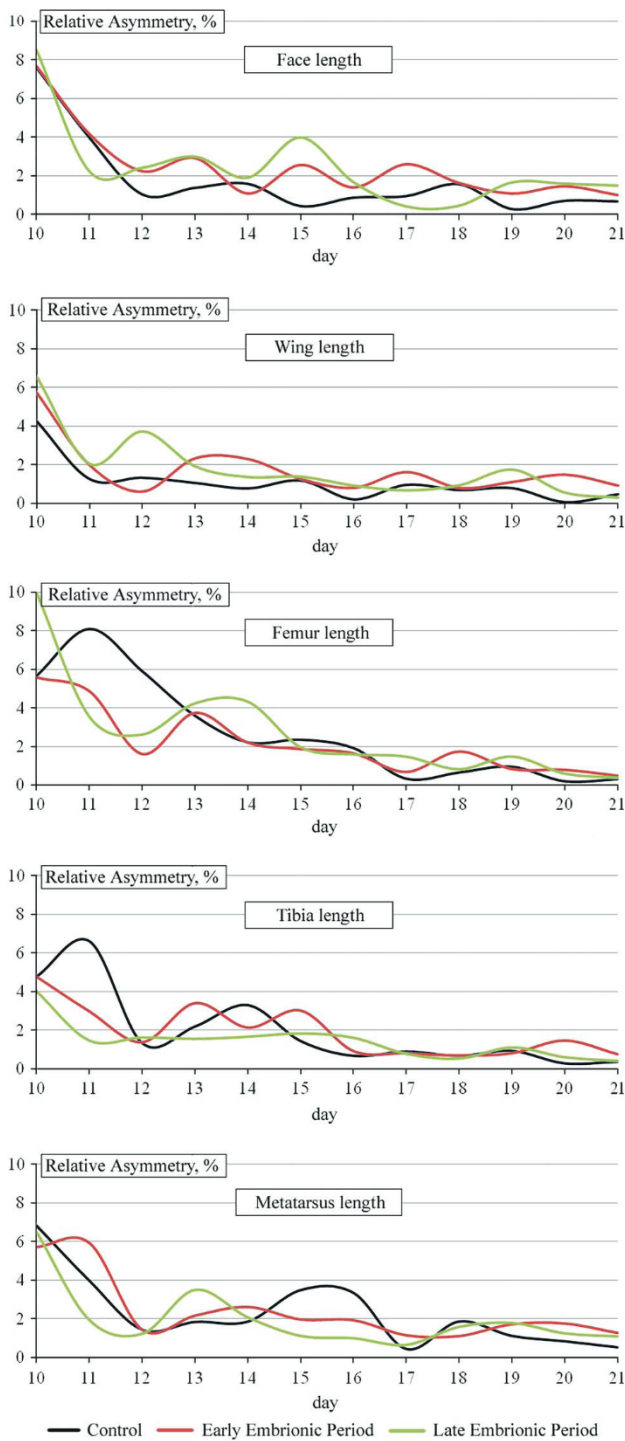 Relative Asymmetry, %
10
Face length
8
6
4
2
0
10 11 12 13 14 15 16 17 18 19 20 21
day
10
Relative Asymmetry, %
Wing length
8
6
4
2
0
10 11 12 13 14 15 16 17 18 19 20 21
day
10
Relative Asymmetry, %
Femur length
8
6
4
2
0
10 11 12 13 14 15 16 17 18 19 20 21
day
10
Relative Asymmetry, %
Tibia length
8
6
4
2
0
10 11 12 13 14 15 16 17 18 19 20 21
day
10
Relative Asymmetry, %
Metatarsus length
8
6
4
2
0
10 11 12 13 14 15 16 17 18 19 20 21
day
Control Early Embrionic Period Late Embrionic Period